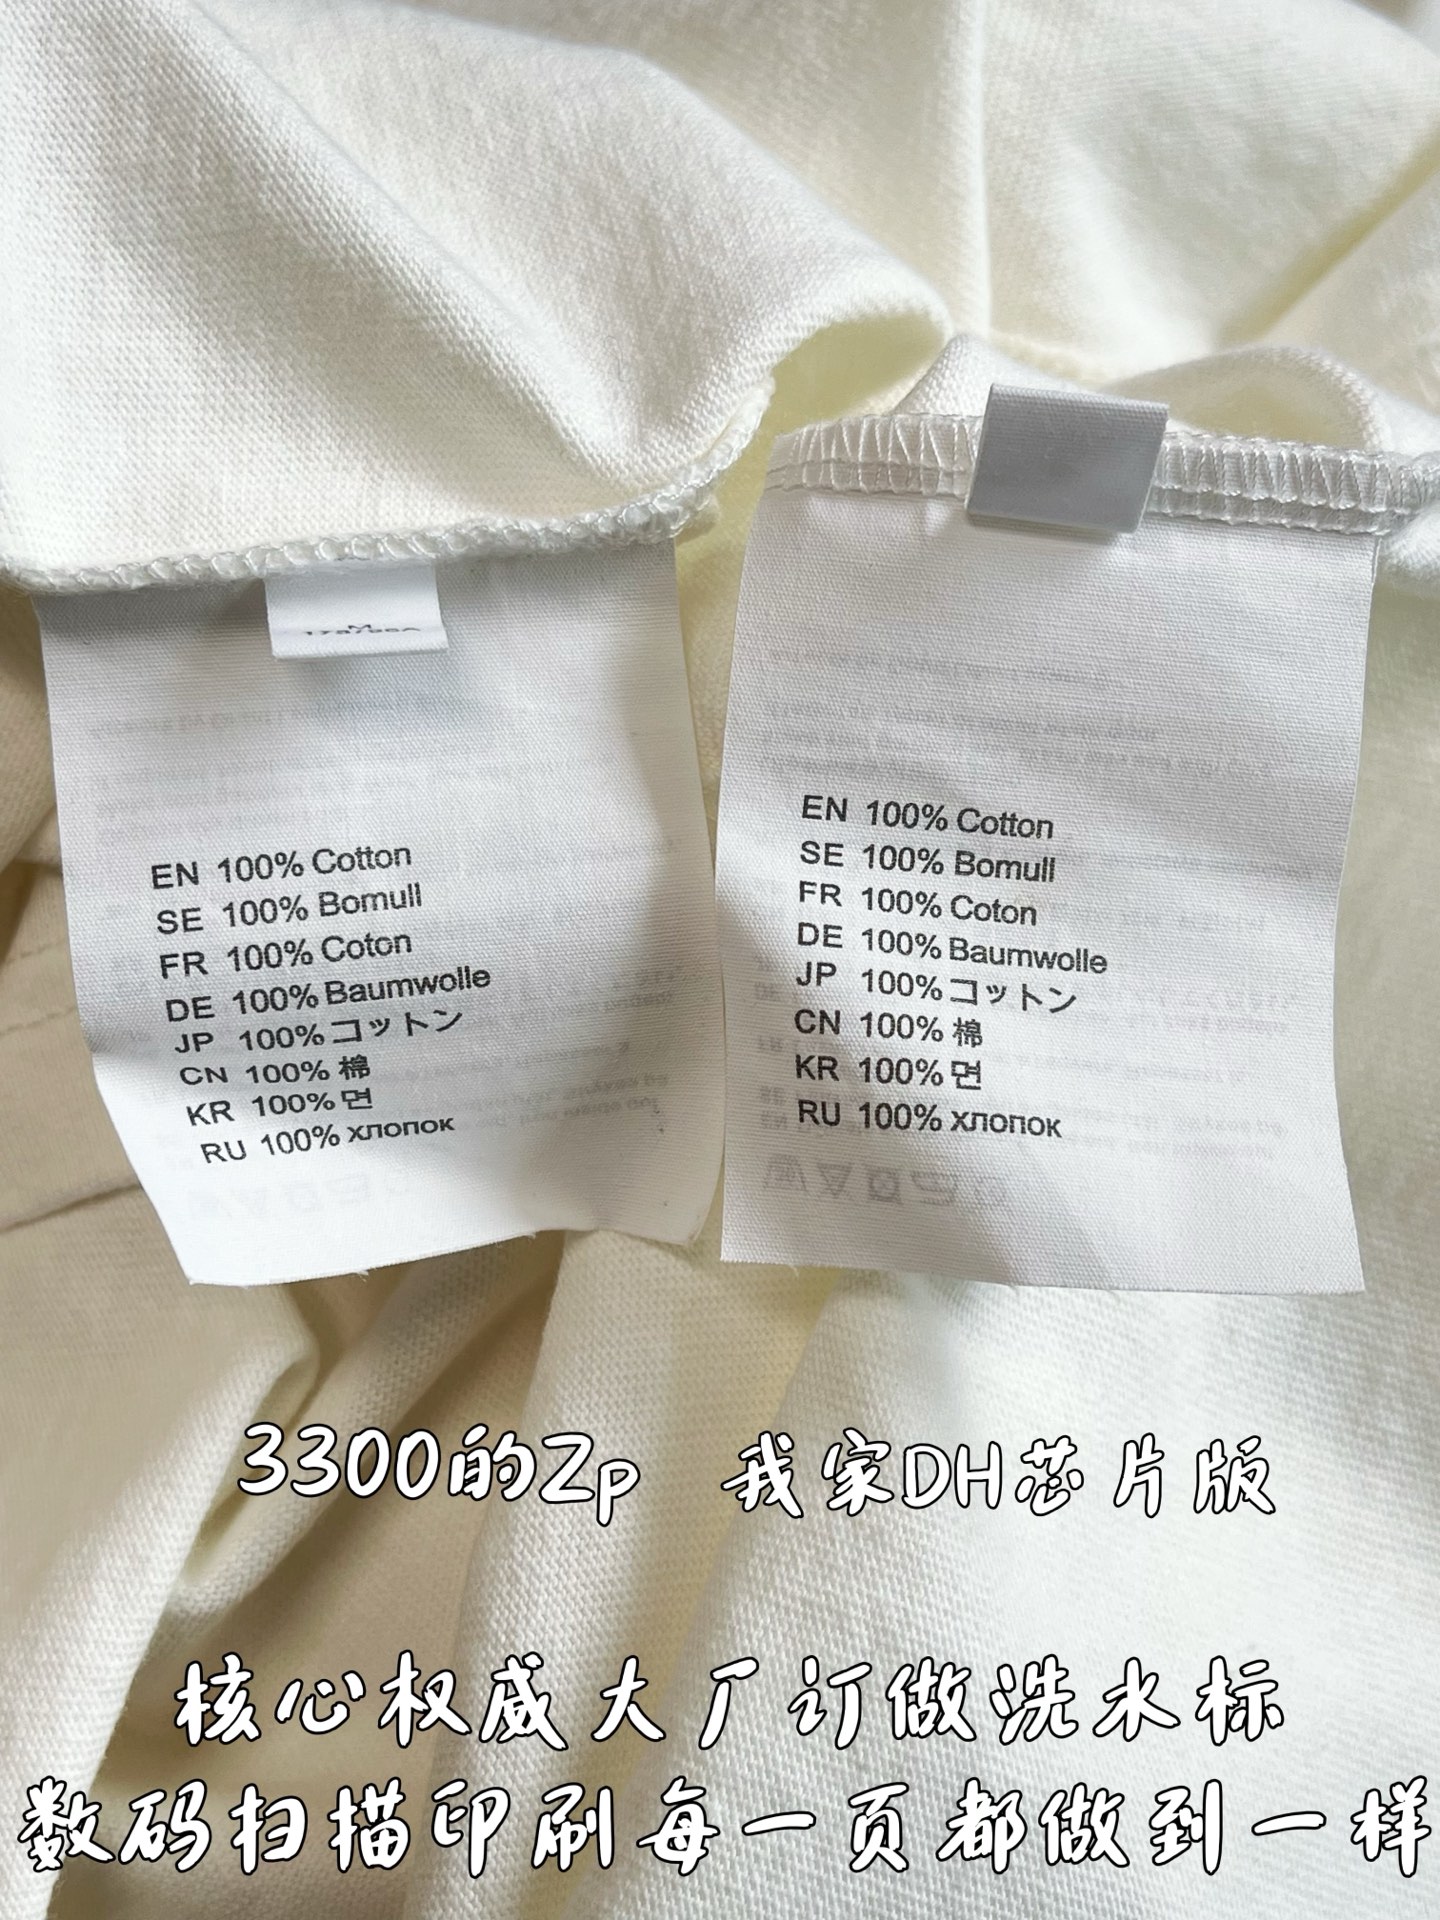 M
EN 100% Cotton
SE 100% Bomull
FR 100% Coton
DE 100% Baumwolle
JP 100% コットン
CN 100% 棉
KR 100% 면
RU 100% хлопок
EN 100% Cotton
SE 100% Bomull
FR 100% Coton
DE 100% Baumwolle
JP 100% コットン
CN 100% 棉
KR 100% 면
RU 100% хлопок
3300的Zp 我家DH芯片版
核心权威大厂订做洗水标
数码扫描印刷每一页都做到一样